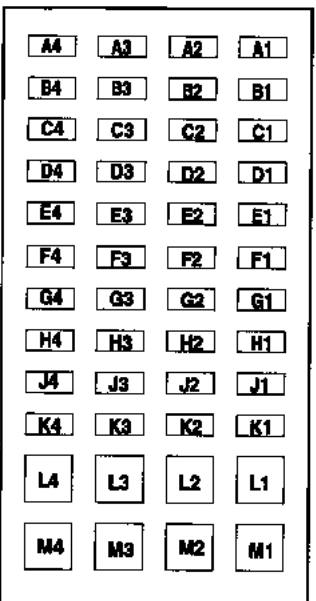 A4 A3 A2 A1
B4 B3 B2 B1
C4 C3 C2 C1
D4 D3 D2 D1
E4 E3 E2 E1
F4 F3 F2 F1
G4 G3 G2 G1
H4 H3 H2 H1
J4 J3 J2 J1
K4 K3 K2 K1
L4 L3 L2 L1
M4 M3 M2 M1